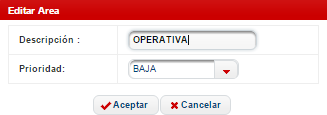 Editar Area
Descripción : OPERATIVA
Prioridad: BAJA
Aceptar Cancelar